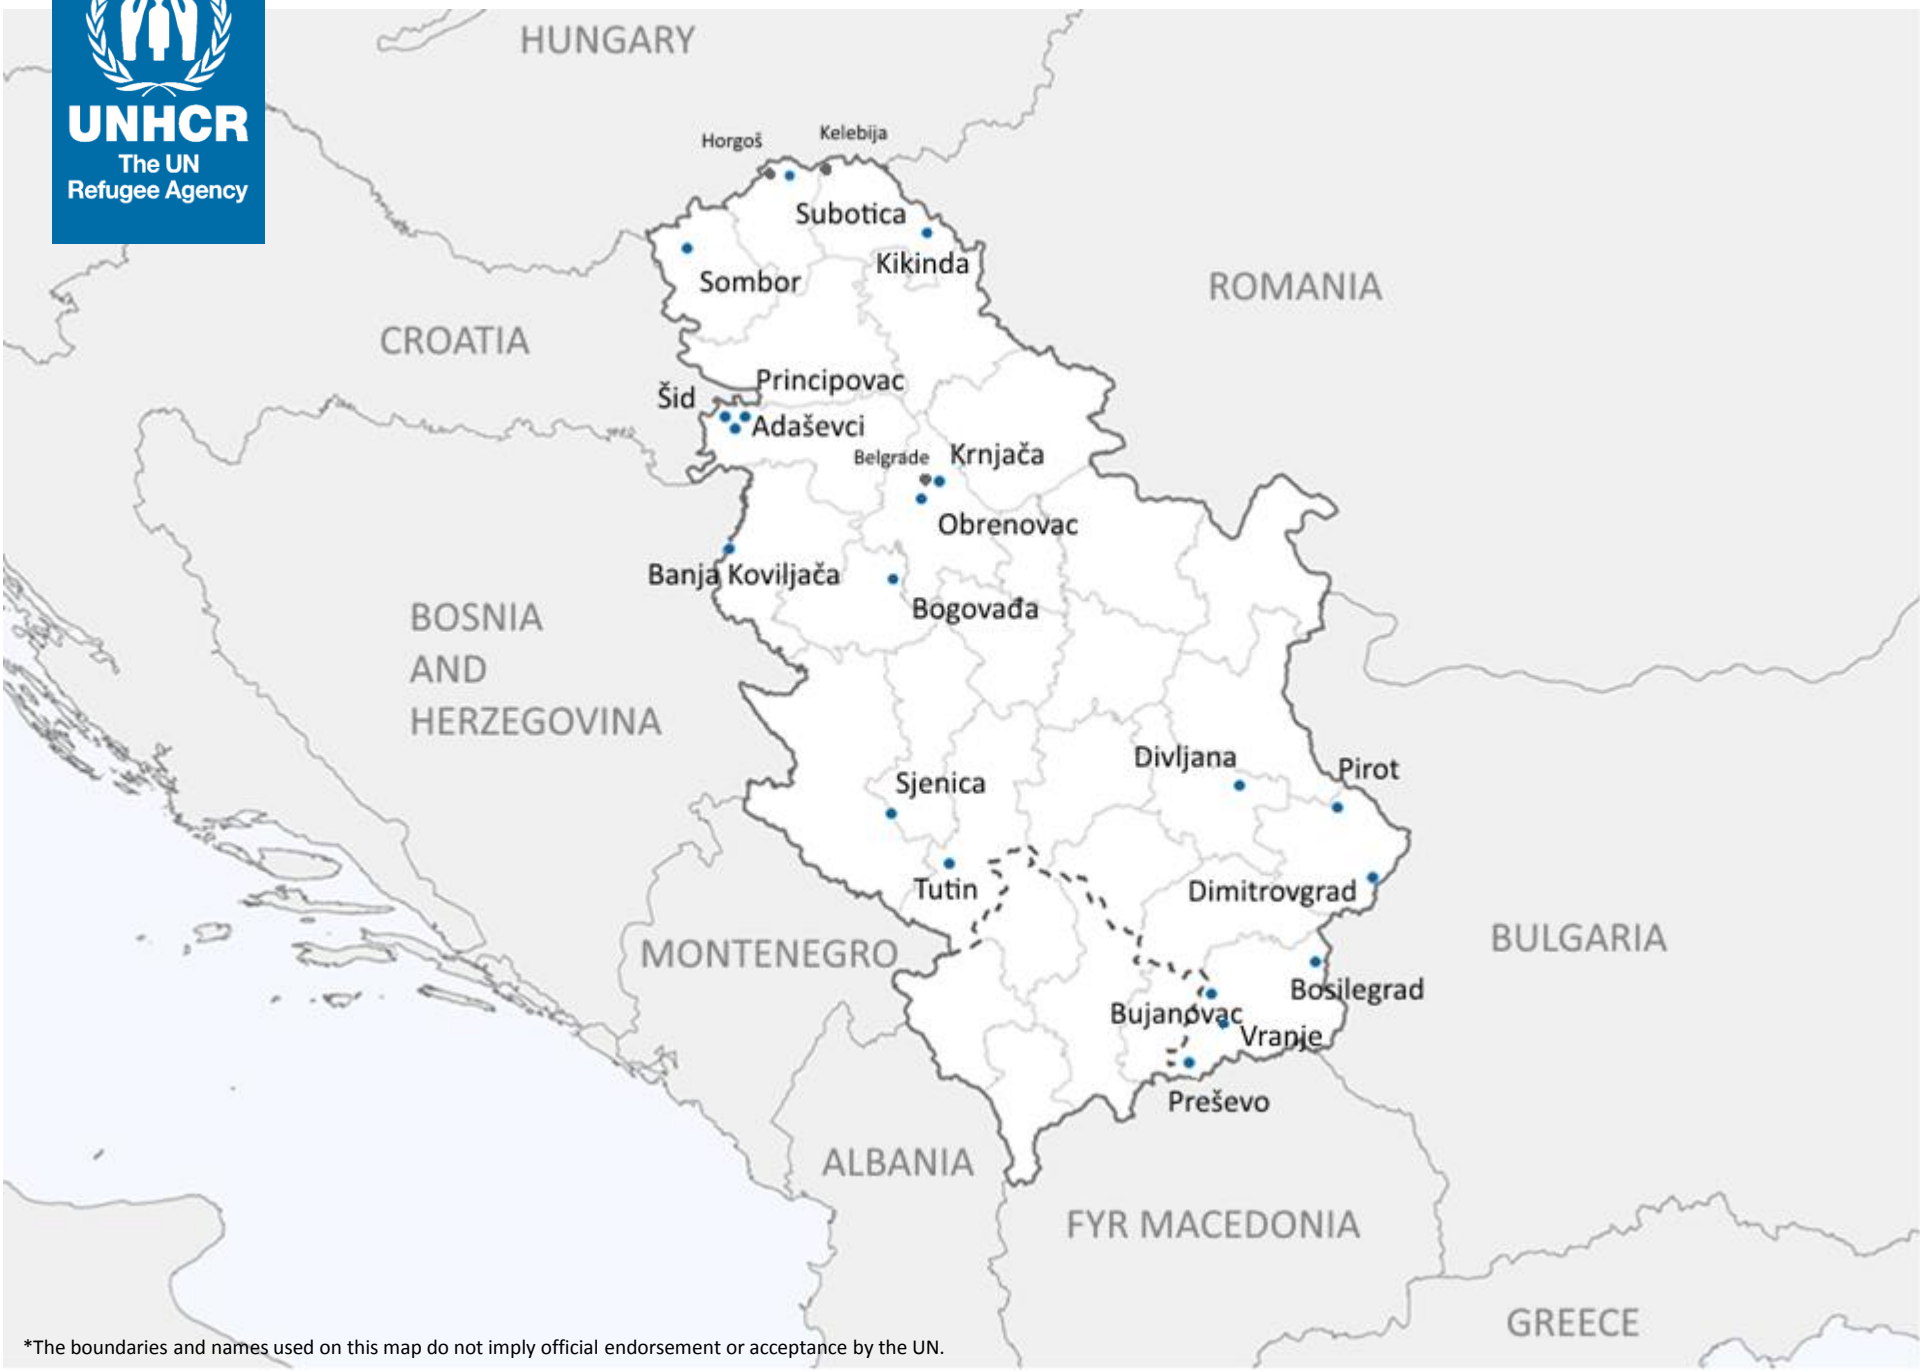 HUNGARY
UNHCR
The UN
Refugee Agency
Horgoš
Kelebija
Subotica
Kikinda
Sombor
ROMANIA
CROATIA
Principovac
Šid
Adaševci
Belgrade
Krnjača
Obrenovac
Banja Koviljača
Bogovađa
BOSNIA
AND
HERZEGOVINA
Divljana
Pirot
Sjenica
Tutin
Dimitrovgrad
MONTENEGRO
BULGARIA
Bosilegrad
Bujanovac
Vranje
Preševo
ALBANIA
FYR MACEDONIA
GREECE
*The boundaries and names used on this map do not imply official endorsement or acceptance by the UN.